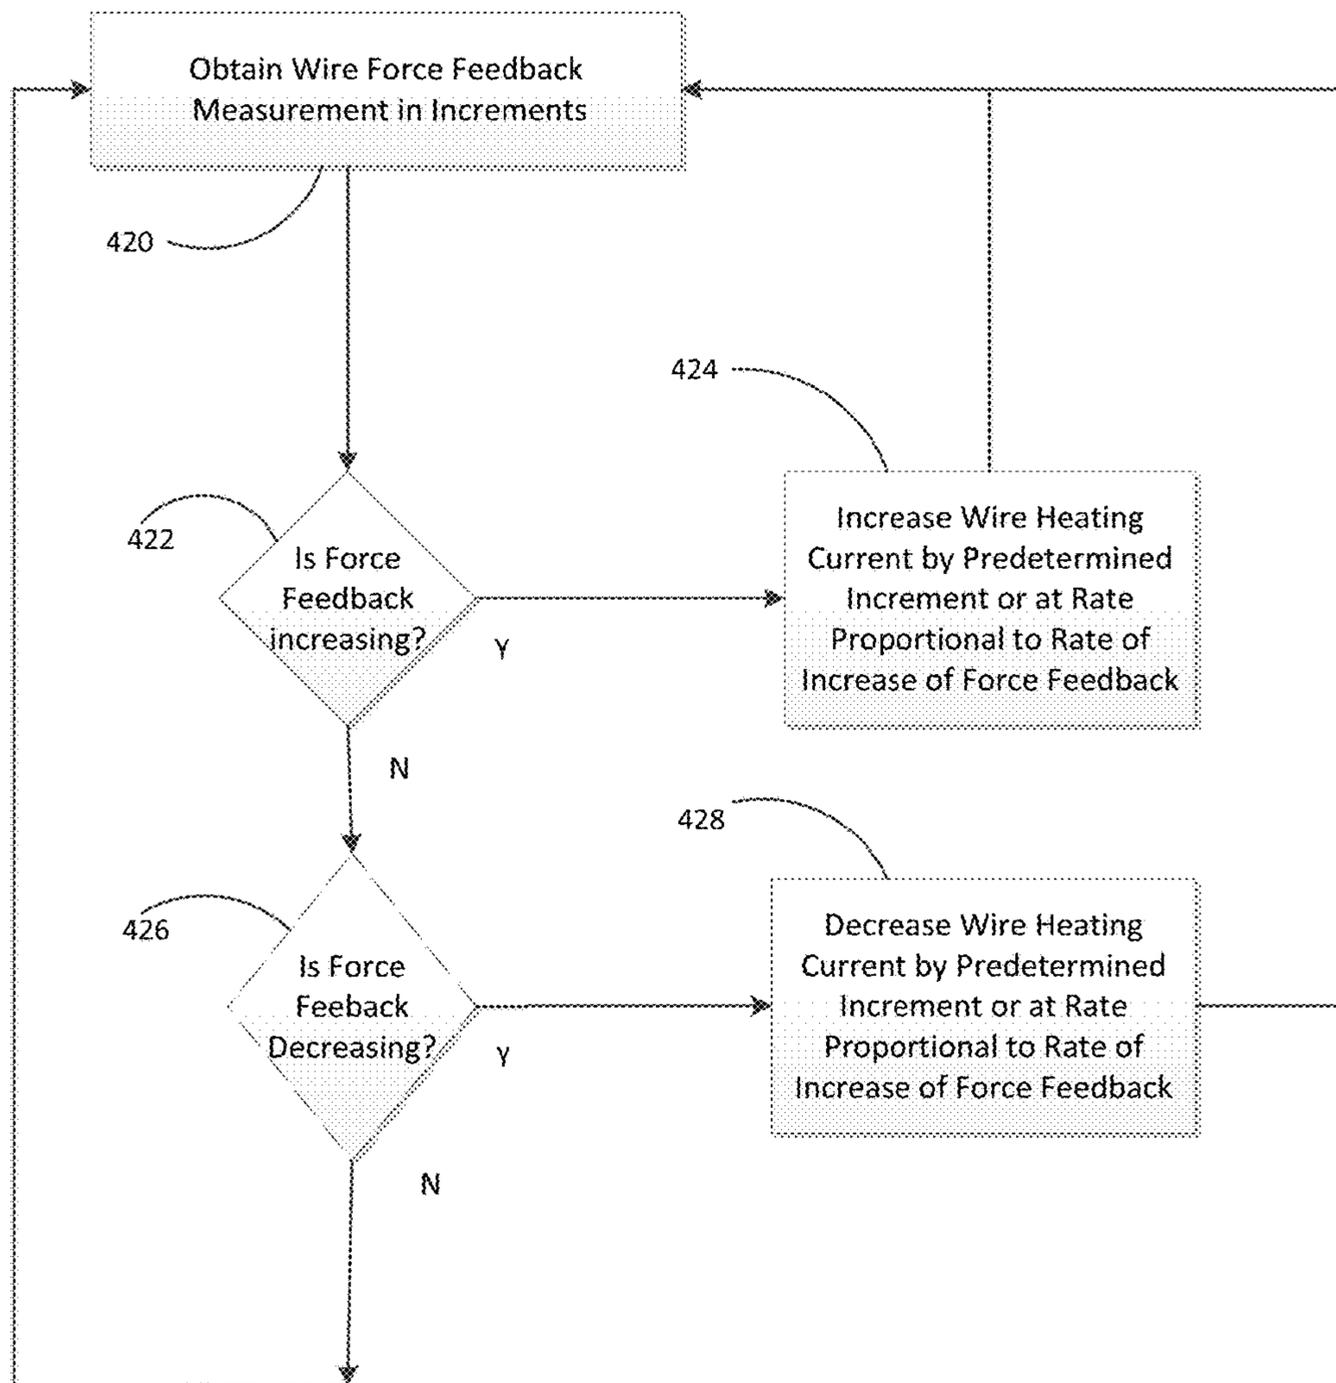 Obtain Wire Force Feedback
Measurement in Increments
420
424
422
Is Force
Feedback
increasing?
Y
Increase Wire Heating
Current by Predetermined
Increment or at Rate
Proportional to Rate of
Increase of Force Feedback
N
428
426
Is Force
Feeback
Decreasing?
Y
Decrease Wire Heating
Current by Predetermined
Increment or at Rate
Proportional to Rate of
Increase of Force Feedback
N